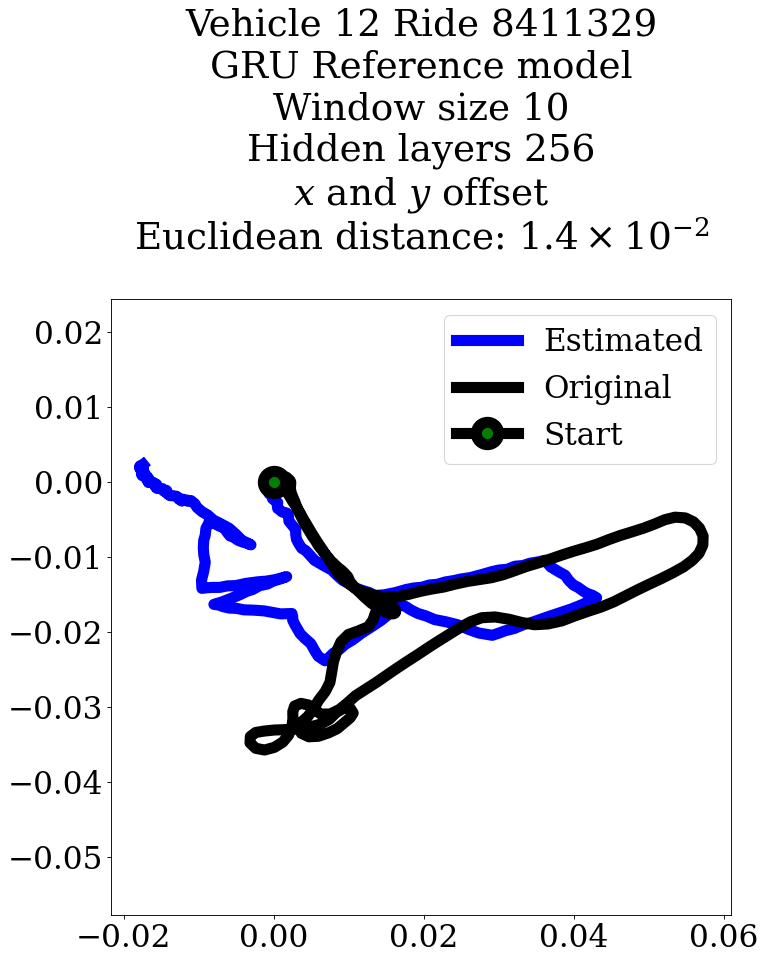 Vehicle 12 Ride 8411329
GRU Reference model
Window size 10
Hidden layers 256
x and y offset
Euclidean distance: 1.4 × 10⁻²
Estimated
Original
Start
0.02
0.01
0.00
−0.01
−0.02
−0.03
−0.04
−0.05
−0.02 0.00 0.02 0.04 0.06